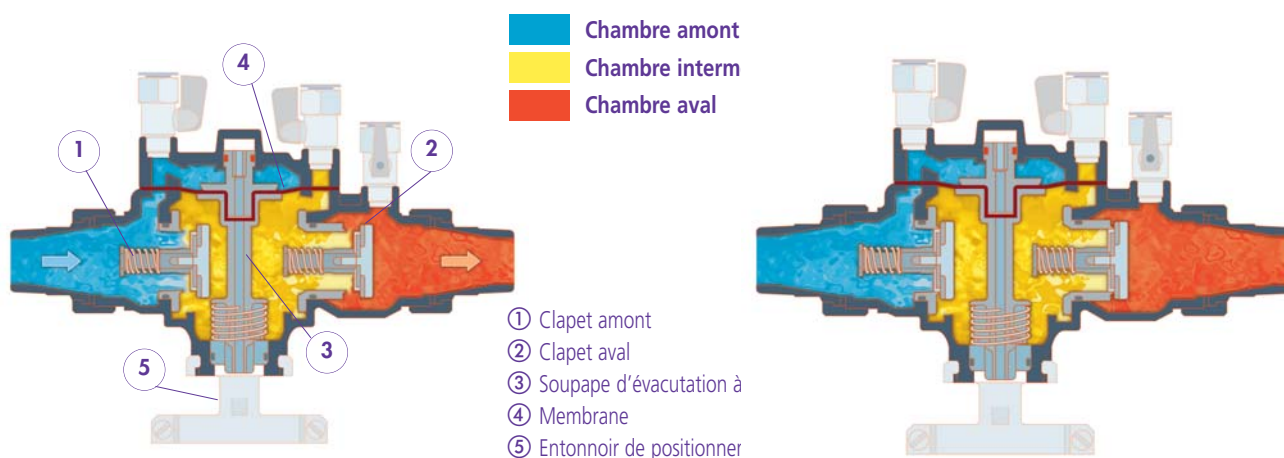 Chambre amont
Chambre interm
Chambre aval
4
1
2
3
5
① Clapet amont
② Clapet aval
③ Soupape d'évacutation à
④ Membrane
⑤ Entonnoir de positionner